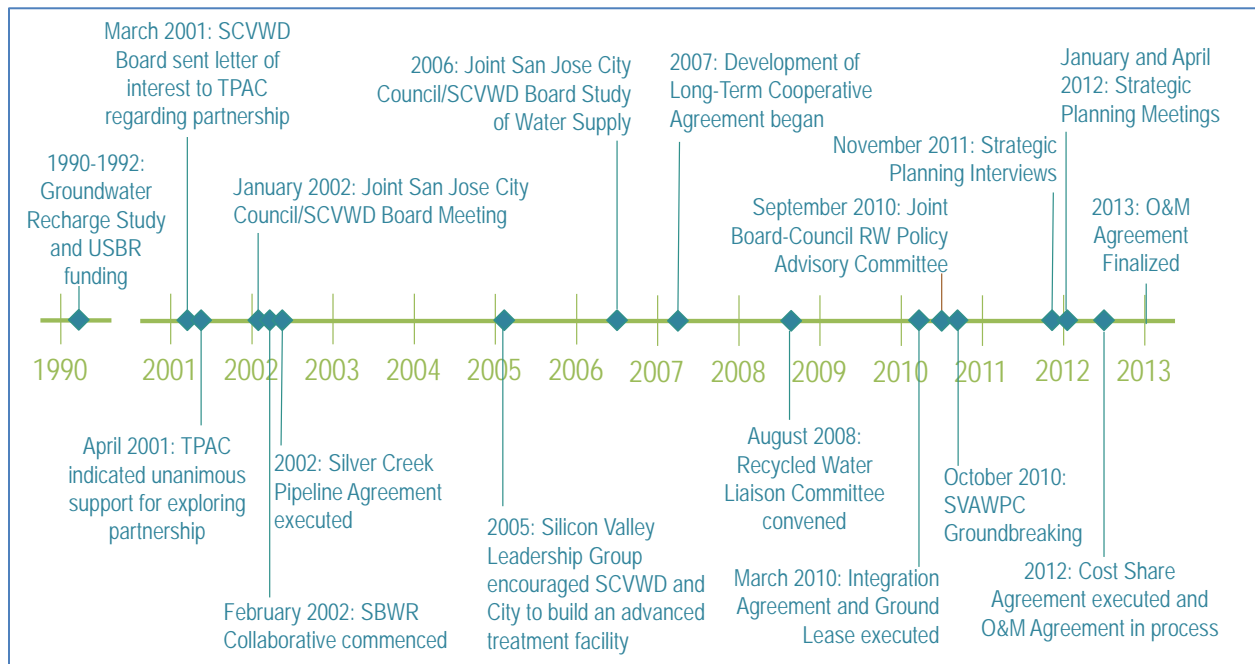 March 2001: SCVWD
Board sent letter of
interest to TPAC
regarding partnership
1990-1992:
Groundwater
Recharge Study
and USBR
funding
January 2002: Joint San Jose City
Council/SCVWD Board Meeting
2006: Joint San Jose City
Council/SCVWD Board Study
of Water Supply
2007: Development of
Long-Term Cooperative
Agreement began
September 2010: Joint
Board-Council RW Policy
Advisory Committee
November 2011: Strategic
Planning Interviews
January and April
2012: Strategic
Planning Meetings
2013: O&M
Agreement
Finalized
1990 2001 2002 2003 2004 2005 2006 2007 2008 2009 2010 2011 2012 2013
April 2001: TPAC
indicated unanimous
support for exploring
partnership
February 2002: SBWR
Collaborative commenced
2002: Silver Creek
Pipeline Agreement
executed
2005: Silicon Valley
Leadership Group
encouraged SCVWD and
City to build an advanced
treatment facility
August 2008:
Recycled Water
Liaison Committee
convened
March 2010: Integration
Agreement and Ground
Lease executed
October 2010:
SVAWPC
Groundbreaking
2012: Cost Share
Agreement executed and
O&M Agreement in process